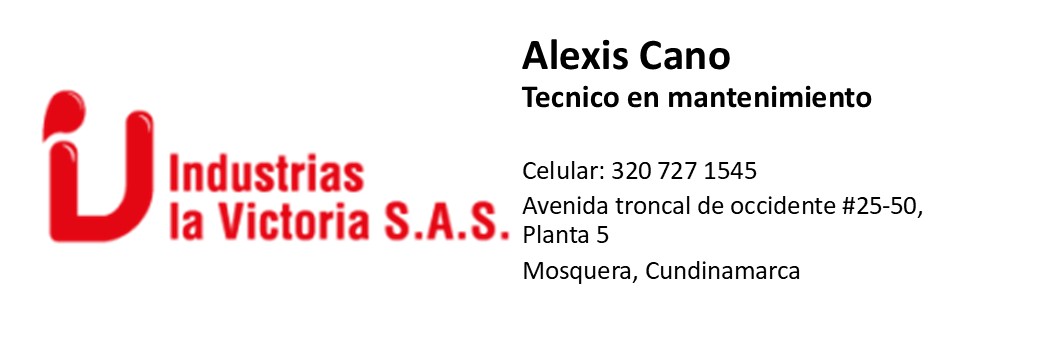 Industrias
la Victoria S.A.S.
Alexis Cano
Tecnico en mantenimiento
Celular: 320 727 1545
Avenida troncal de occidente #25-50,
Planta 5
Mosquera, Cundinamarca